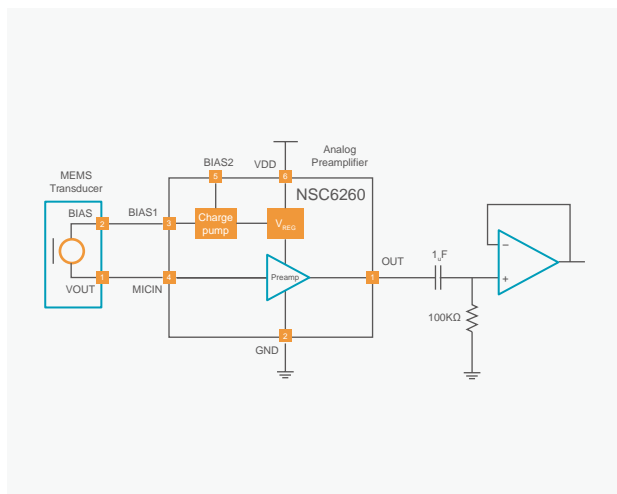 Analog
Preamplifier
BIAS2
VDD
MEMS
Transducer
5
6
NSC6260
BIAS
2
BIAS1
3
Charge
pump
VREG
OUT
1uF
−
+
1
VOUT
4
MICIN
Preamp
1
100KΩ
2
GND